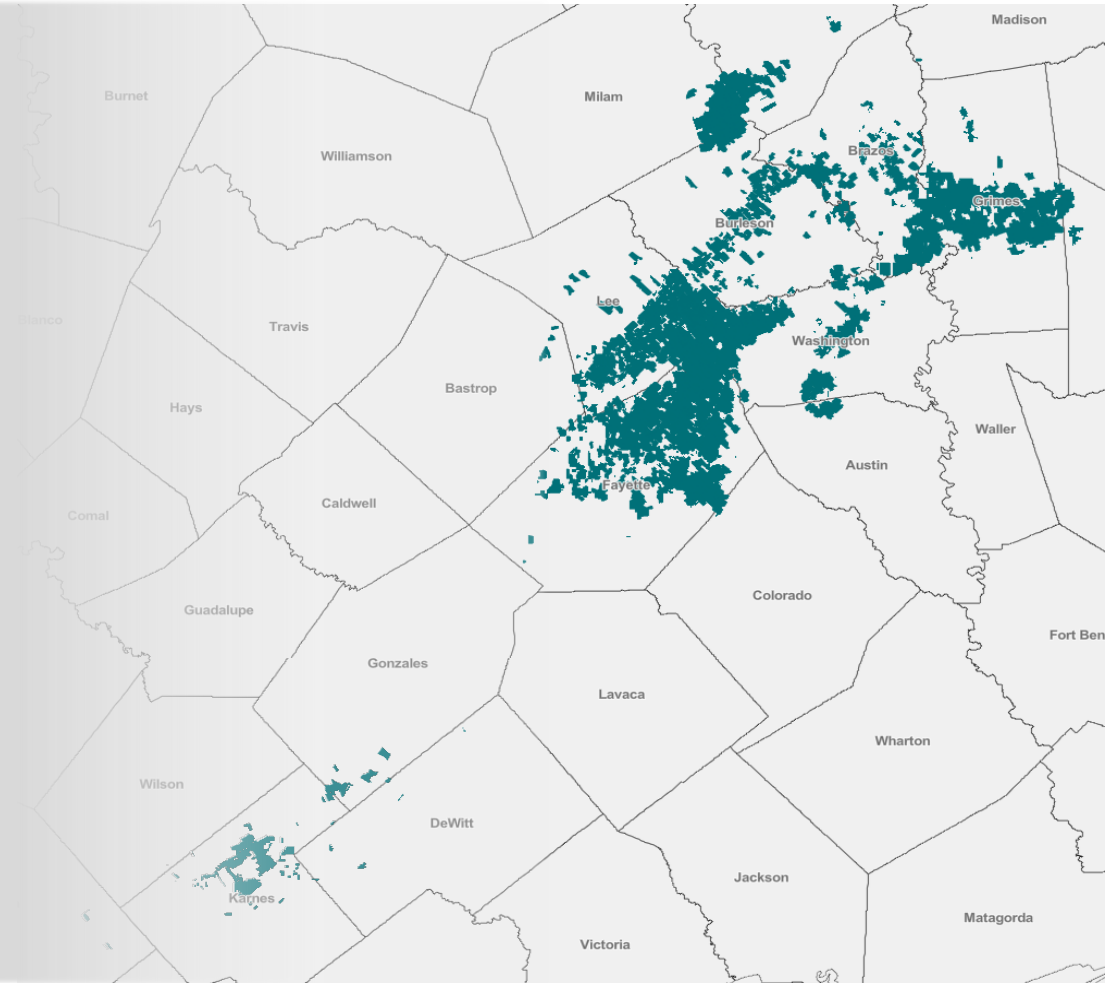 Madison
Burnet
Milam
Williamson
Brazos
Grimes
Burleson
Lee
Blanco
Travis
Washington
Bastrop
Hays
Waller
Austin
Fayette
Caldwell
Comal
Colorado
Guadalupe
Fort Ben
Gonzales
Lavaca
Wharton
Wilson
DeWitt
Jackson
Karnes
Matagorda
Victoria